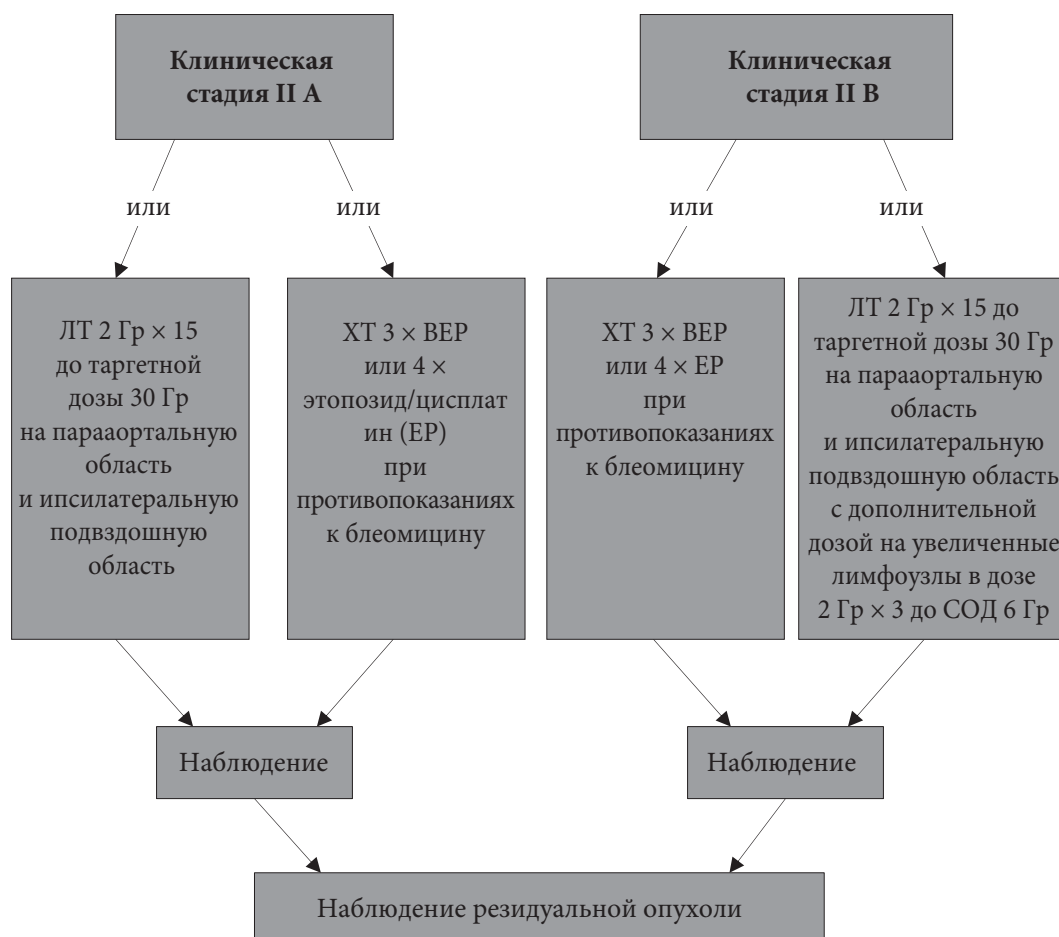 Клиническая
стадия II A
Клиническая
стадия II B
или
или
или
или
ЛТ 2 Гр × 15
до таргетной
дозы 30 Гр
на парааортальную
область
и ипсилатеральную
подвздошную
область
ХТ 3 × BEP
или 4 ×
этопозид/цисплат
ин (EP)
при
противопоказаниях
к блеомицину
ХТ 3 × BEP
или 4 × EP
при
противопоказаниях
к блеомицину
ЛТ 2 Гр × 15 до
таргетной дозы 30 Гр
на парааортальную
область
и ипсилатеральную
подвздошную область
с дополнительной
дозой на увеличенные
лимфоузлы в дозе
2 Гр × 3 до СОД 6 Гр
Наблюдение
Наблюдение
Наблюдение резидуальной опухоли